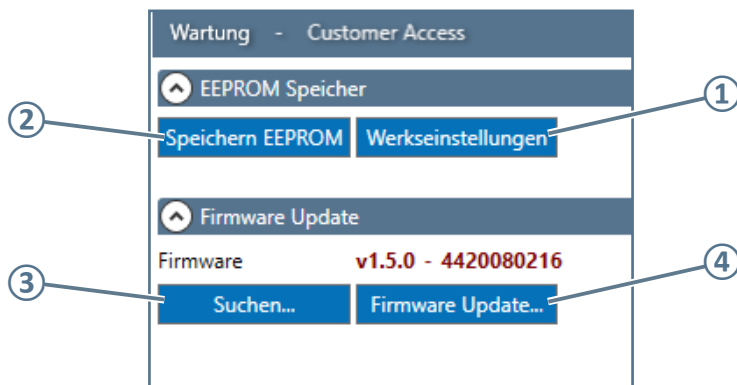 Wartung - Customer Access
EEPROM Speicher
① 
② 
Speichern EEPROM Werkseinstellungen
Firmware Update
Firmware v1.5.0 - 4420080216
③ 
④ 
Suchen... Firmware Update...